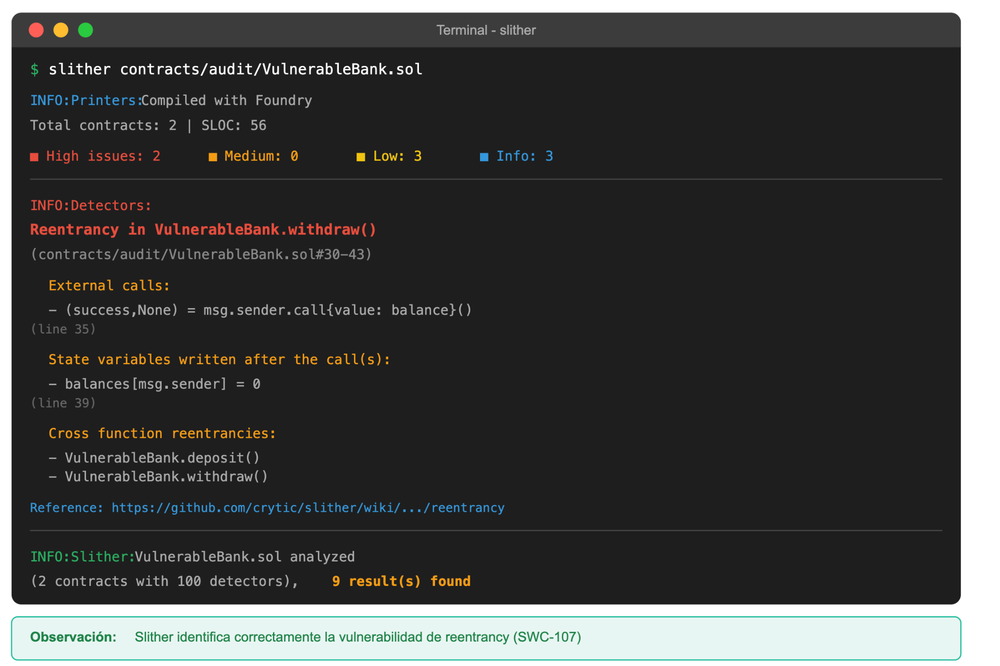 Terminal - slither
$ slither contracts/audit/VulnerableBank.sol
INFO:Printers:Compiled with Foundry
Total contracts: 2 | SLOC: 56
High issues: 2 Medium: 0 Low: 3 Info: 3
INFO:Detectors:
Reentrancy in VulnerableBank.withdraw()
(contracts/audit/VulnerableBank.sol#30-43)
External calls:
- (success,None) = msg.sender.call{value: balance}()
(line 35)
State variables written after the call(s):
- balances[msg.sender] = 0
(line 39)
Cross function reentrancies:
- VulnerableBank.deposit()
- VulnerableBank.withdraw()
Reference: https://github.com/crytic/slither/wiki/.../reentrancy
INFO:Slither:VulnerableBank.sol analyzed
(2 contracts with 100 detectors), 9 result(s) found
Observación: Slither identifica correctamente la vulnerabilidad de reentrancy (SWC-107)